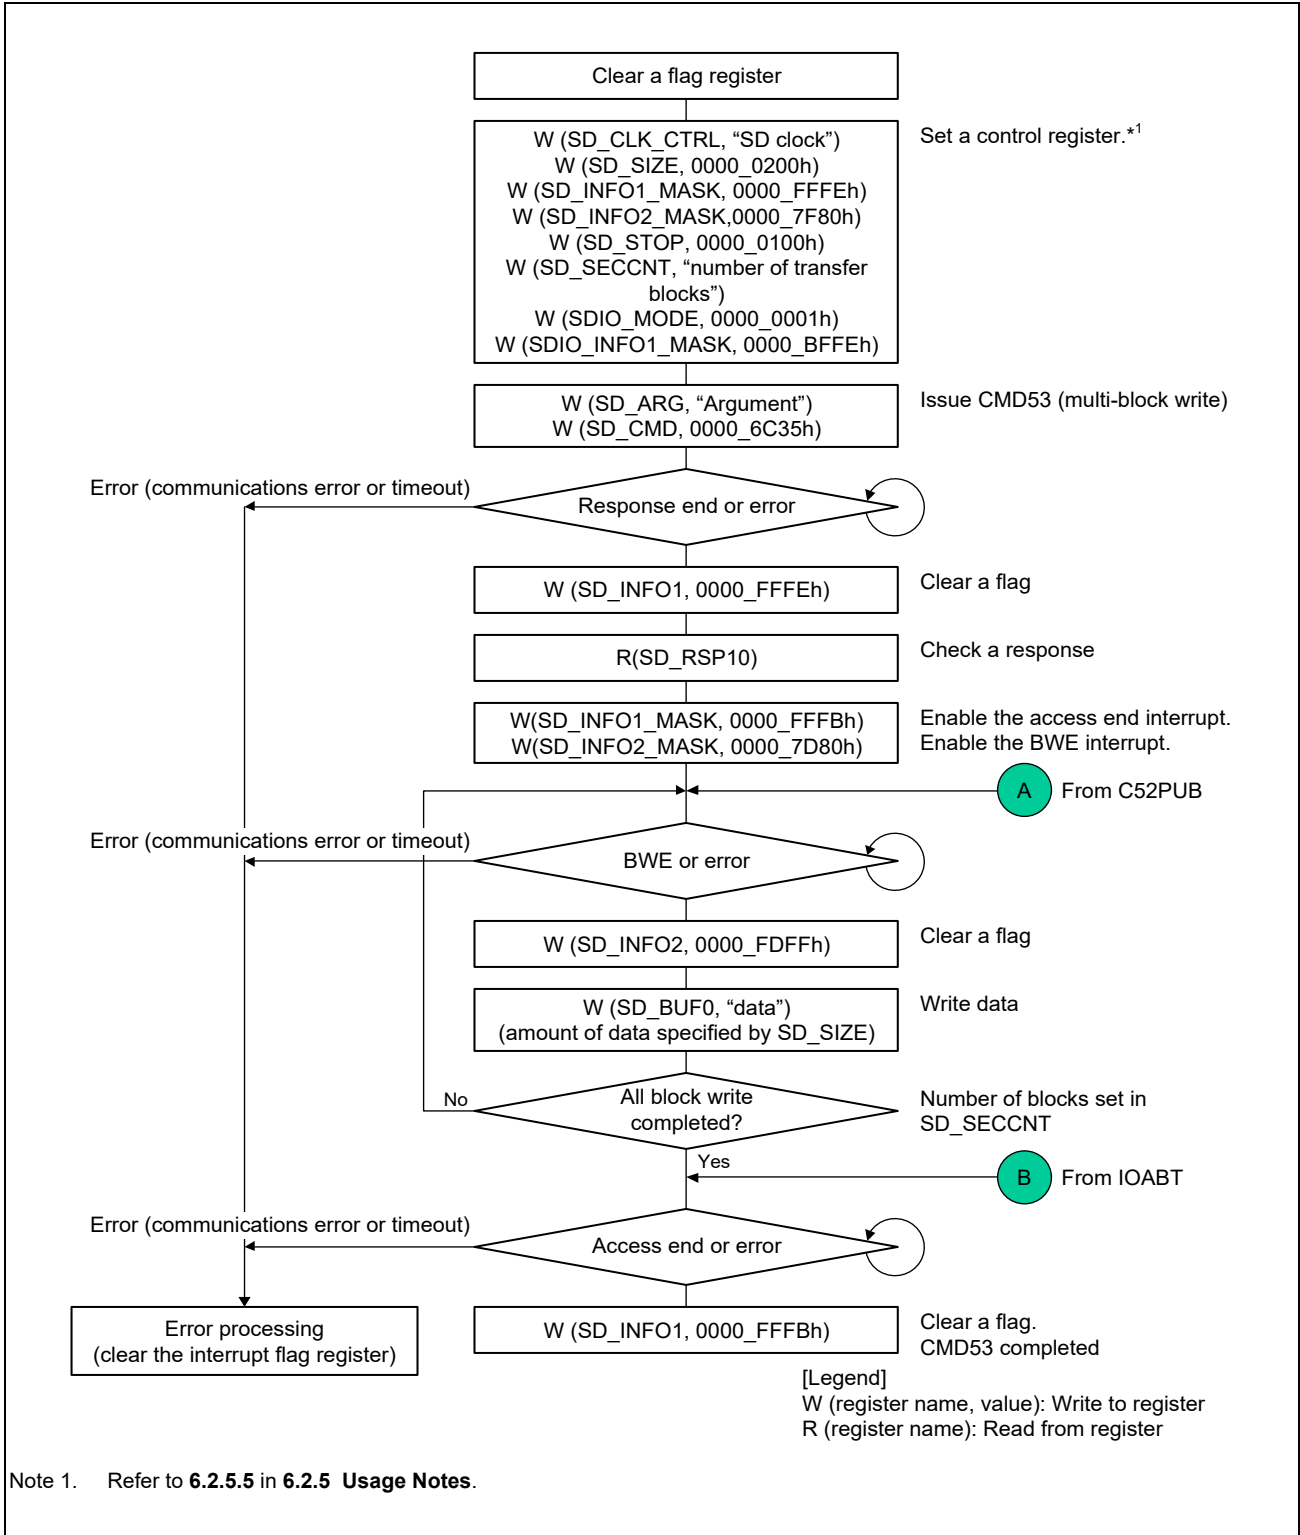 Clear a flag register
W (SD_CLK_CTRL, “SD clock”)
W (SD_SIZE, 0000_0200h)
W (SD_INFO1_MASK, 0000_FFFEh)
W (SD_INFO2_MASK,0000_7F80h)
W (SD_STOP, 0000_0100h)
W (SD_SECCNT, “number of transfer
blocks”)
W (SDIO_MODE, 0000_0001h)
W (SDIO_INFO1_MASK, 0000_BFFEh)
Set a control register.*1
W (SD_ARG, “Argument”)
W (SD_CMD, 0000_6C35h)
Issue CMD53 (multi-block write)
Error (communications error or timeout)
Response end or error
W (SD_INFO1, 0000_FFFEh)
Clear a flag
R(SD_RSP10)
Check a response
W(SD_INFO1_MASK, 0000_FFFBh)
W(SD_INFO2_MASK, 0000_7D80h)
Enable the access end interrupt.
Enable the BWE interrupt.
A
From C52PUB
Error (communications error or timeout)
BWE or error
W (SD_INFO2, 0000_FDFFh)
Clear a flag
W (SD_BUF0, “data”)
(amount of data specified by SD_SIZE)
Write data
No
All block write
completed?
Number of blocks set in
SD_SECCNT
Yes
B
From IOABT
Error (communications error or timeout)
Access end or error
Error processing
(clear the interrupt flag register)
W (SD_INFO1, 0000_FFFBh)
Clear a flag.
CMD53 completed
[Legend]
W (register name, value): Write to register
R (register name): Read from register
Note 1. Refer to 6.2.5.5 in 6.2.5 Usage Notes.